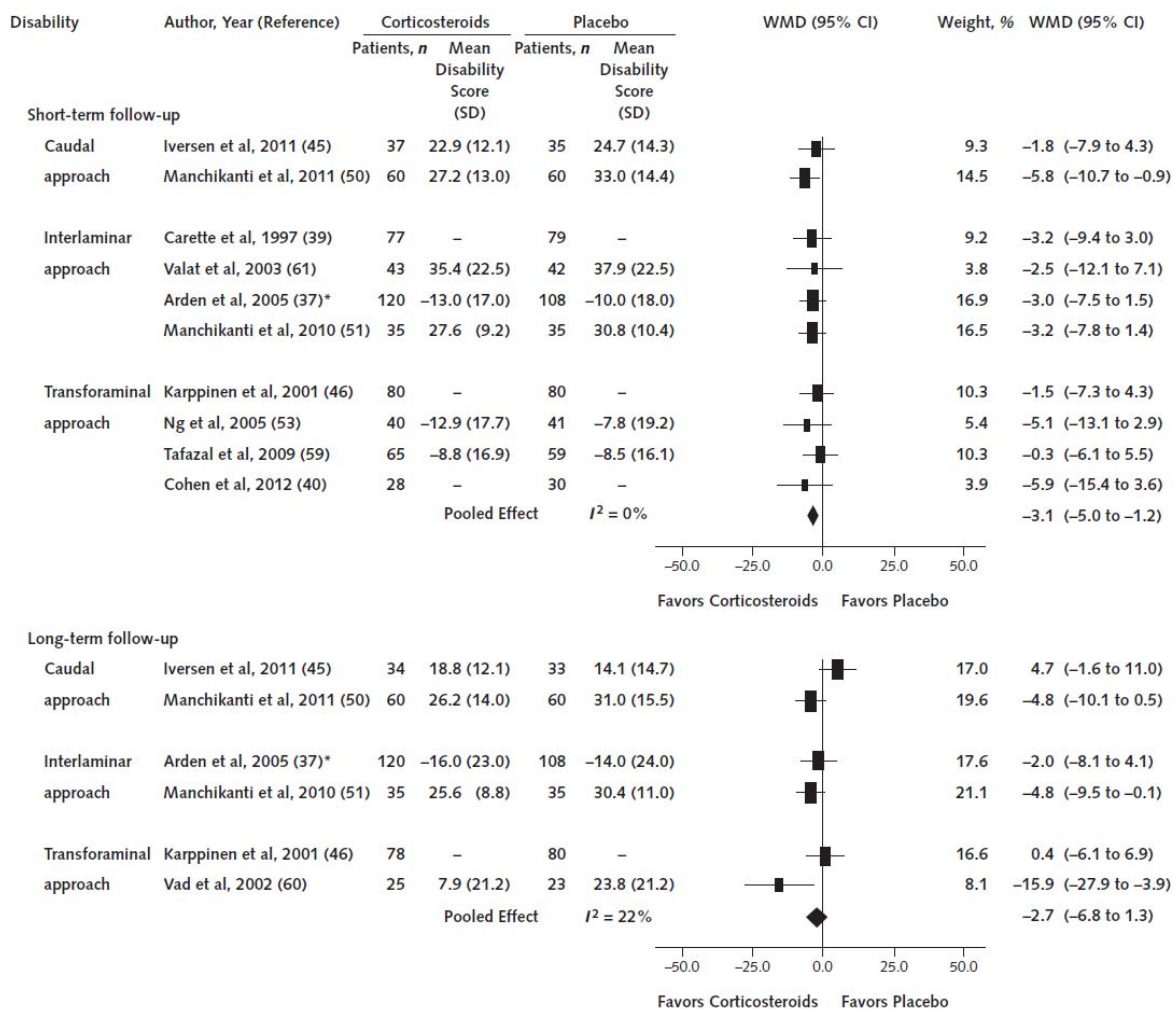 Disability Author, Year (Reference) Corticosteroids Placebo WMD (95% CI) Weight, % WMD (95% CI)
Patients, n Mean Disability Score (SD) Patients, n Mean Disability Score (SD)
Short-term follow-up
Caudal Iversen et al, 2011 (45) 37 22.9 (12.1) 35 24.7 (14.3) 9.3 –1.8 (–7.9 to 4.3)
approach Manchikanti et al, 2011 (50) 60 27.2 (13.0) 60 33.0 (14.4) 14.5 –5.8 (–10.7 to –0.9)
Interlaminar Carette et al, 1997 (39) 77 – 79 – 9.2 –3.2 (–9.4 to 3.0)
approach Valat et al, 2003 (61) 43 35.4 (22.5) 42 37.9 (22.5) 3.8 –2.5 (–12.1 to 7.1)
Arden et al, 2005 (37)* 120 –13.0 (17.0) 108 –10.0 (18.0) 16.9 –3.0 (–7.5 to 1.5)
Manchikanti et al, 2010 (51) 35 27.6 (9.2) 35 30.8 (10.4) 16.5 –3.2 (–7.8 to 1.4)
Transforaminal Karppinen et al, 2001 (46) 80 – 80 – 10.3 –1.5 (–7.3 to 4.3)
approach Ng et al, 2005 (53) 40 –12.9 (17.7) 41 –7.8 (19.2) 5.4 –5.1 (–13.1 to 2.9)
Tafazal et al, 2009 (59) 65 –8.8 (16.9) 59 –8.5 (16.1) 10.3 –0.3 (–6.1 to 5.5)
Cohen et al, 2012 (40) 28 – 30 – 3.9 –5.9 (–15.4 to 3.6)
Pooled Effect I² = 0% –3.1 (–5.0 to –1.2)
–50.0 –25.0 0.0 25.0 50.0
Favors Corticosteroids Favors Placebo
Long-term follow-up
Caudal Iversen et al, 2011 (45) 34 18.8 (12.1) 33 14.1 (14.7) 17.0 4.7 (–1.6 to 11.0)
approach Manchikanti et al, 2011 (50) 60 26.2 (14.0) 60 31.0 (15.5) 19.6 –4.8 (–10.1 to 0.5)
Interlaminar Arden et al, 2005 (37)* 120 –16.0 (23.0) 108 –14.0 (24.0) 17.6 –2.0 (–8.1 to 4.1)
approach Manchikanti et al, 2010 (51) 35 25.6 (8.8) 35 30.4 (11.0) 21.1 –4.8 (–9.5 to –0.1)
Transforaminal Karppinen et al, 2001 (46) 78 – 80 – 16.6 0.4 (–6.1 to 6.9)
approach Vad et al, 2002 (60) 25 7.9 (21.2) 23 23.8 (21.2) 8.1 –15.9 (–27.9 to –3.9)
Pooled Effect I² = 22% –2.7 (–6.8 to 1.3)
–50.0 –25.0 0.0 25.0 50.0
Favors Corticosteroids Favors Placebo